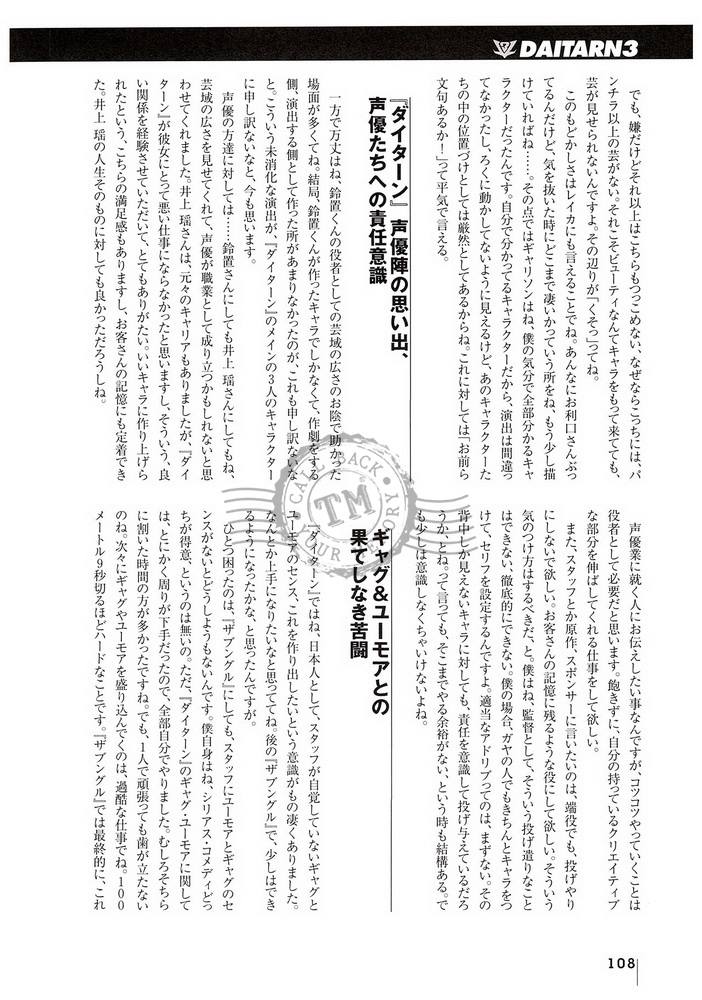 DAITARN3
でも、嫌だけどそれ以上はこちらもつっこめない、なぜならこっちには、パ
ンチラ以上の芸がない。それこそビューティなんてキャラをもって来てても、
芸が見せられないんですよ。その辺りが「くそっ」ってね。
このもどかしさはレイカにも言えることでね。あんなにお利口さんぶっ
てるんだけど、気を抜いた時にどこまで凄いかっていう所をね、もう少し描
けていればね……。その点ではギャリソンはね、僕の気分で全部分かるキャ
ラクターだったんです。自分で分かってるキャラクターだから、演出は間違っ
てなかったし、ろくに動かしてないように見えるけど、あのキャラクターた
ちの中の位置づけとしては厳然としてあるからね。これに対しては「お前ら
文句あるか！」って平気で言える。
『ダイターン』声優陣の思い出、
声優たちへの責任意識
一方で万丈はね、鈴置くんの役者としての芸域の広さのお陰で助かった
場面が多くてね。結局、鈴置くんが作ったキャラでしかなくて、作劇をする
側、演出する側として作った所があまりなかったのが、これも申し訳ないな
と。こういう未消化な演出が、『ダイターン』のメインの3人のキャラクター
に申し訳ないなと、今も思います。
声優の方達に対しては……鈴置さんにしても井上 瑶さんにしてもね、
芸域の広さを見せてくれて、声優が職業として成り立つかもしれないと思
わせてくれました。井上 瑶さんは、元々のキャリアもありましたが、『ダイ
ターン』が彼女にとって悪い仕事にならなかったと思いますし、そういう、良
い関係を経験させていただいて、とてもありがたい。いいキャラに作り上げら
れたという、こちらの満足感もありますし、お客さんの記憶にも定着でき
た。井上 瑶の人生そのものに対しても良かっただろうしね。
声優業に就く人にお伝えしたい事なんですが、コツコツやっていくことは
役者として必要だと思います。飽きずに、自分の持っているクリエイティブ
な部分を伸ばしてくれる仕事をして欲しい。
また、スタッフとか原作、スポンサーに言いたいのは、端役でも、投げやり
にしないで欲しい。お客さんの記憶に残るような役にして欲しい。そういう
気のつけ方はするべきだ、と。僕はね、監督として、そういう投げ遣りなこと
はできない、徹底的にできない。僕の場合、ガヤの人でもきちんとキャラをつ
けて、セリフを設定するんですよ。適当なアドリブってのは、まずない。その
背中しか見えないキャラに対しても、責任を意識して投げ与えているだろ
うか、とね。って言っても、そこまでやる余裕がない、という時も結構ある。で
も少しは意識しなくちゃいけないよね。
ギャグ＆ユーモアとの
果てしなき苦闘
『ダイターン』ではね、日本人として、スタッフが自覚していないギャグと
ユーモアのセンス、これを作り出したいという意識がもの凄くありました。
なんとか上手になりたいなと思っててね。後の『ザブングル』で、少しはでき
るようになったかな、と思ったんですが。
ひとつ困ったのは、『ザブングル』にしても、スタッフにユーモアとギャグのセ
ンスがないとどうしようもないんです。僕自身はね、シリアス・コメディどっ
ちが得意、というのは無いの。ただ、『ダイターン』のギャグ・ユーモアに関して
は、とにかく周りが下手だったので、全部自分でやりました。むしろそちら
に割いた時間の方が多かったですね。でも、1人で頑張っても歯が立たない
のね。次々にギャグやユーモアを盛り込んでくのは、過酷な仕事でね。100
メートル9秒切るほどハードなことです。『ザブングル』では最終的に、これ
CALL BACK
TM
YOUR
108